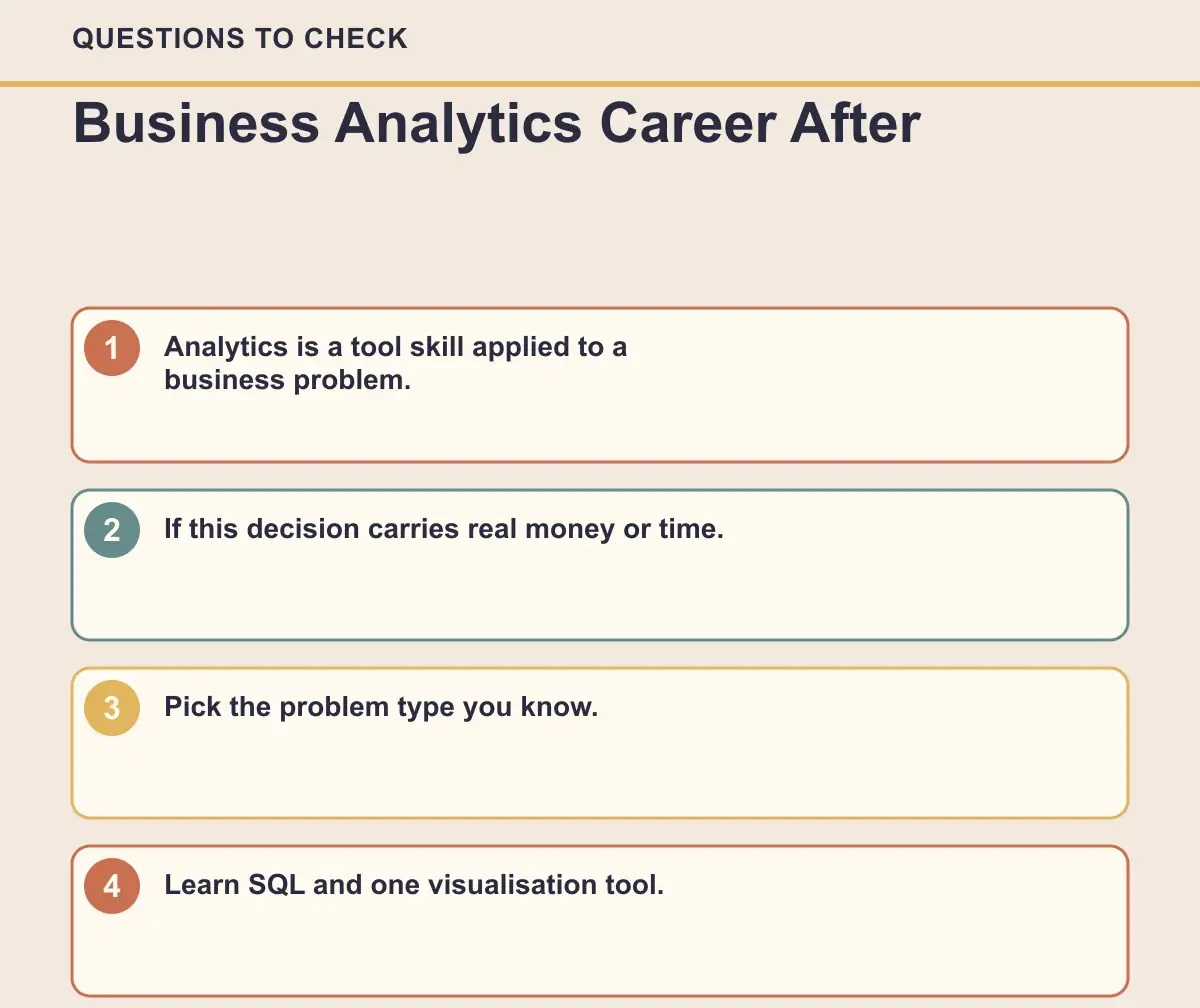 QUESTIONS TO CHECK
Business Analytics Career After
1
Analytics is a tool skill applied to a
business problem.
2
If this decision carries real money or time.
3
Pick the problem type you know.
4
Learn SQL and one visualisation tool.